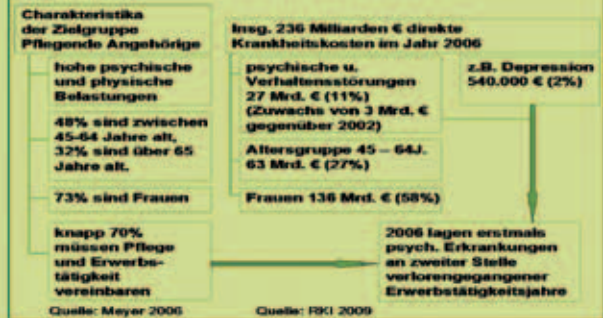 Charakteristika
der Zielgruppe
Pflegende Angehörige
hohe psychische
und physische
Belastungen
48% sind zwischen
45-64 Jahre alt,
32% sind über 65
Jahre alt.
73% sind Frauen
knapp 70%
müssen Pflege
und Erwerbs-
tätigkeit
vereinbaren
Quelle: Meyer 2006
Insg. 236 Milliarden € direkte
Krankheitskosten im Jahr 2006
psychische u.
Verhaltensstörungen
27 Mrd. € (11%)
(Zuwachs von 3 Mrd. €
gegenüber 2002)
Altersgruppe 45 – 64J.
63 Mrd. € (27%)
Frauen 136 Mrd. € (58%)
z.B. Depression
540.000 € (2%)
2006 lagen erstmals
psych. Erkrankungen
an zweiter Stelle
verlorengegangener
Erwerbstätigkeitsjahre
Quelle: RKI 2009